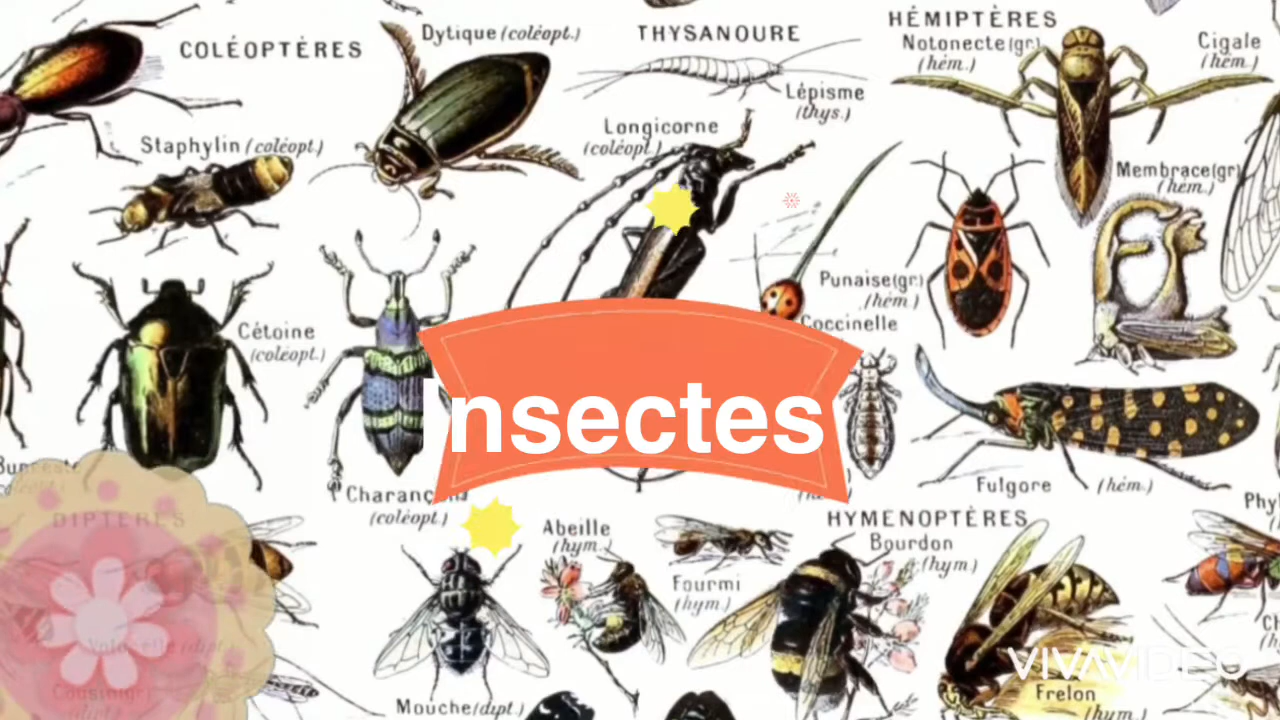 COLÉOPTÈRES
Dytique (coléopt.)
THYSANOURE
HÉMIPTÈRES
Notonecte (gr.)
(hém.)
Cigale
(hém.)
Lépisme
(thys.)
Longicorne
(coléopt.)
Staphylin (coléopt.)
Membrace (gr)
(hém.)
Punaise (gr.)
(hém.)
Coccinelle
Cétoine
(coléopt.)
Insectes
Charanç
(coléopt.)
Fulgore (hém.)
DIPTÈRES
HYMENOPTÈRES
Abeille
(hym.)
Bourdon
(hym.)
Fourmi
(hym.)
Mouche (dipt.)
Frelon
(hym.)
VIVAVIDEO